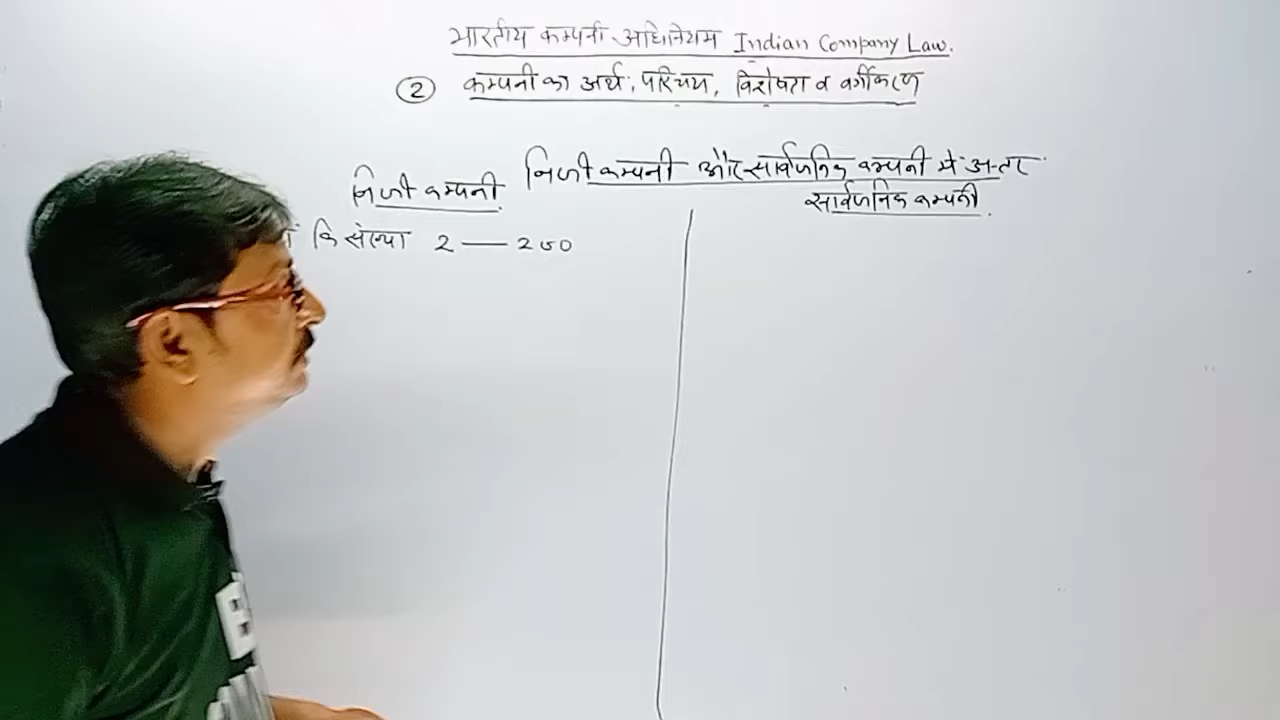 भारतीय कम्पनी अधिनियम Indian Company Law.
② कम्पनी का अर्थ, परिचय, विशेषता व वर्गीकरण
निजी कम्पनी और सार्वजनिक कम्पनी में अन्तर
निजी कम्पनी
सार्वजनिक कम्पनी
कि संख्या 2 — 200